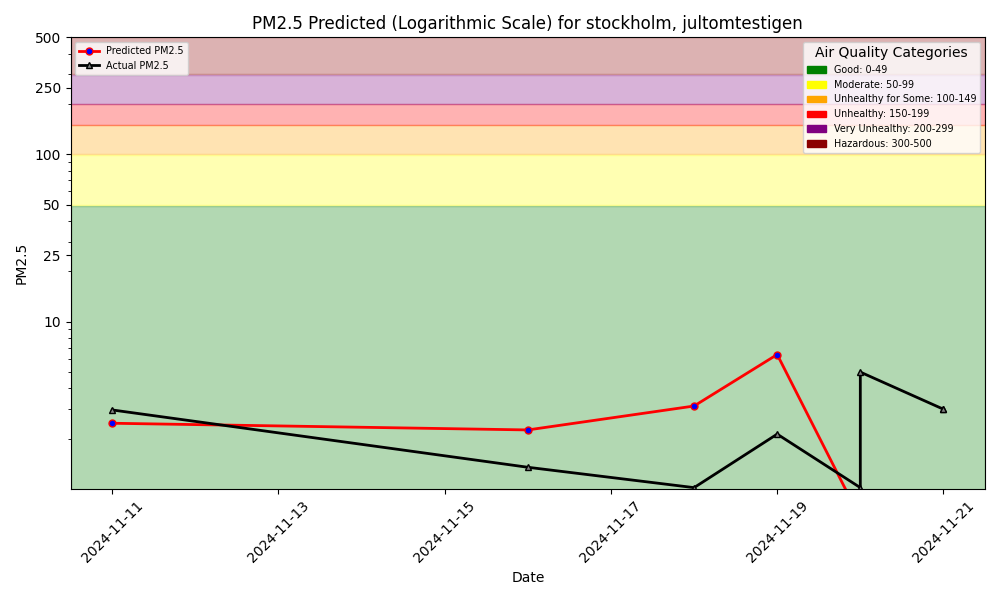 PM2.5 Predicted (Logarithmic Scale) for stockholm, jultomtestigen
Predicted PM2.5
Actual PM2.5
Air Quality Categories
Good: 0-49
Moderate: 50-99
Unhealthy for Some: 100-149
Unhealthy: 150-199
Very Unhealthy: 200-299
Hazardous: 300-500
500
250
100
50
25
10
PM2.5
2024-11-11
2024-11-13
2024-11-15
2024-11-17
2024-11-19
2024-11-21
Date